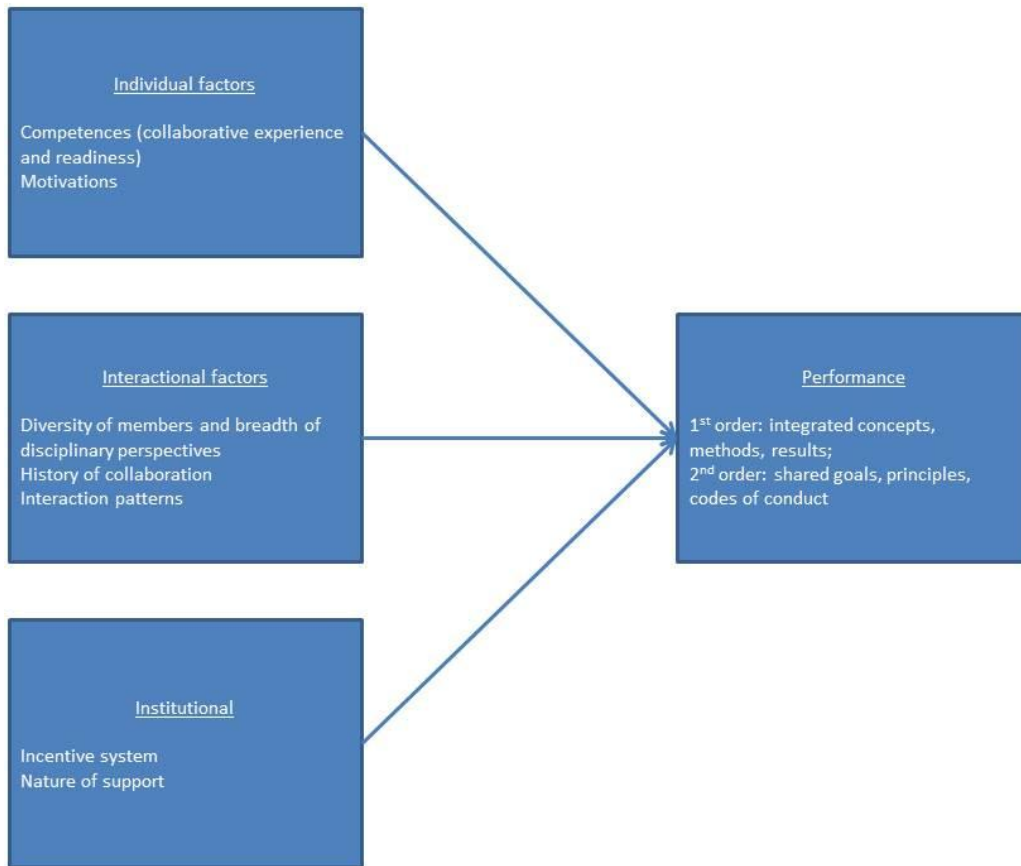 Individual factors
Competences (collaborative experience
and readiness)
Motivations
Interactional factors
Diversity of members and breadth of
disciplinary perspectives
History of collaboration
Interaction patterns
Institutional
Incentive system
Nature of support
Performance
1st order: integrated concepts,
methods, results;
2nd order: shared goals, principles,
codes of conduct